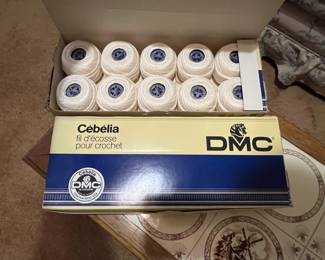 Cébélia
fil d'écosse
pour crochet
DMC
DMC